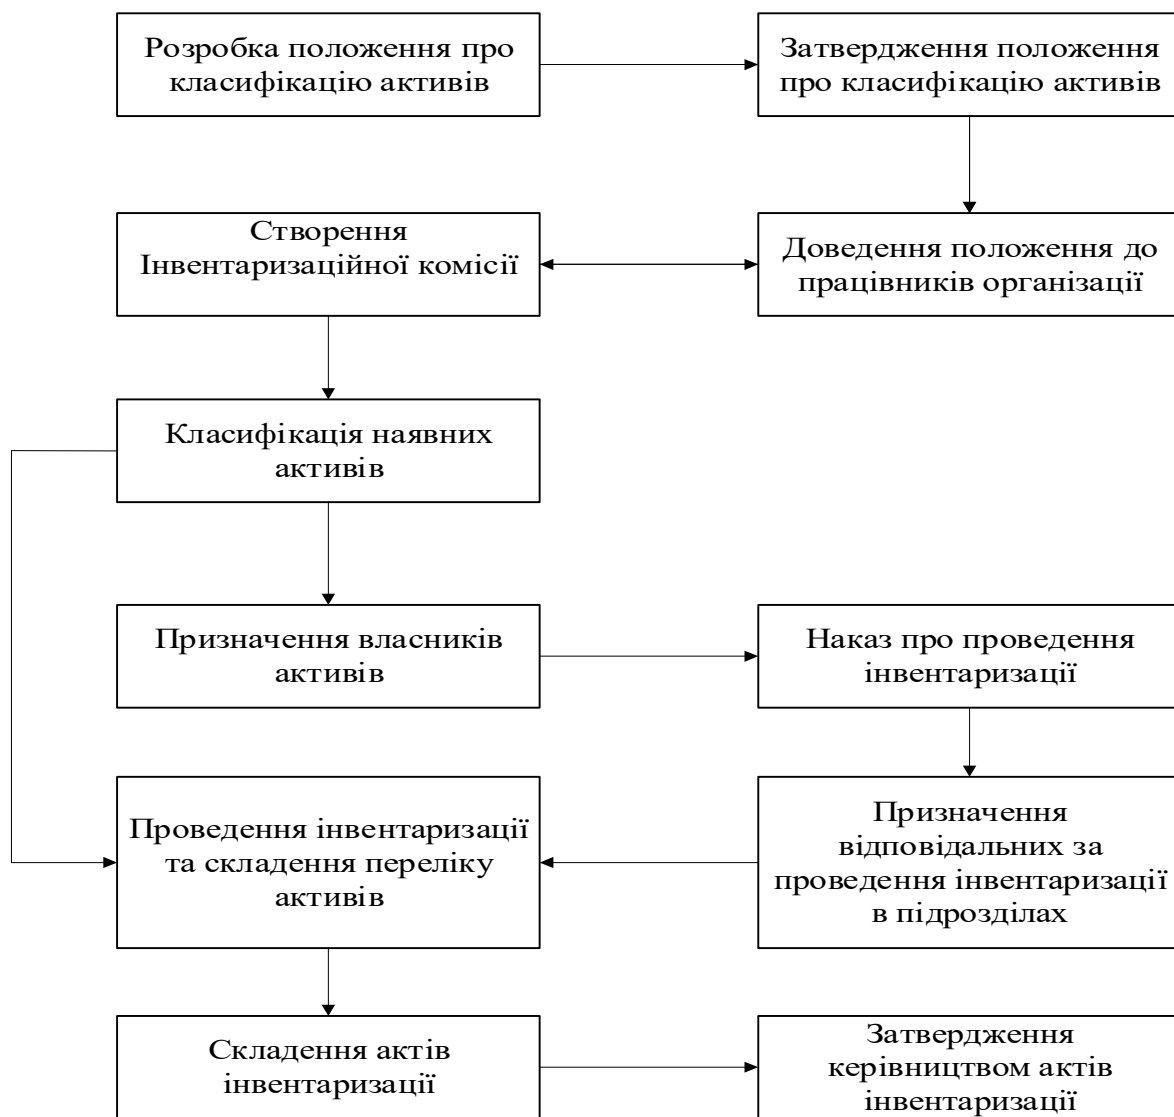 Розробка положення про
класифікацію активів
Затвердження положення
про класифікацію активів
Створення
Інвентаризаційної комісії
Доведення положення до
працівників організації
Класифікація наявних
активів
Призначення власників
активів
Наказ про проведення
інвентаризації
Проведення інвентаризації
та складення переліку
активів
Призначення
відповідальних за
проведення інвентаризації
в підрозділах
Складення актів
інвентаризації
Затвердження
керівництвом актів
інвентаризації